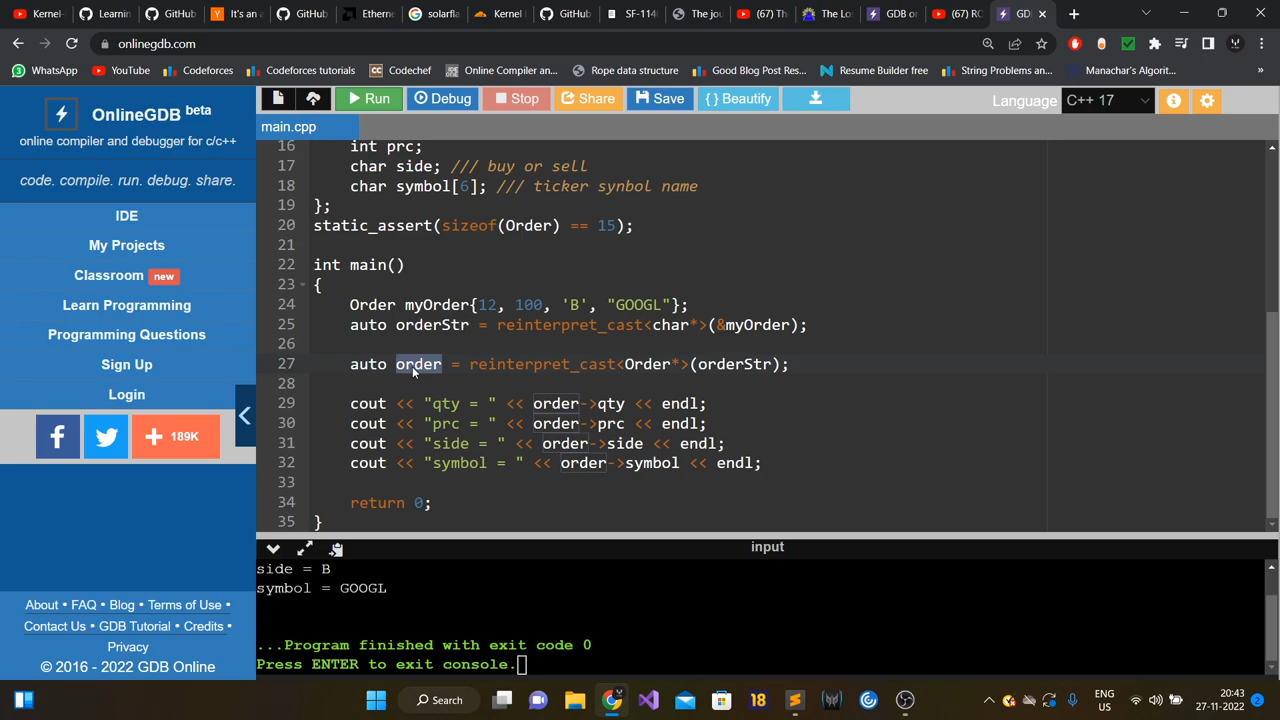 Kernel- Learnin GitHub It's an a GitHub Etherne solarfla Kernel GitHub SF-114 The jou (67) Th The Los GDB o (67) RC GD
onlinegdb.com
WhatsApp YouTube Codeforces Codeforces tutorials Codechef Online Compiler an... Rope data structure Good Blog Post Res... Resume Builder free String Problems an... Manachar's Algorit... »
OnlineGDB beta
online compiler and debugger for c/c++
code. compile. run. debug. share.
IDE
My Projects
Classroom new
Learn Programming
Programming Questions
Sign Up
Login
189K
About • FAQ • Blog • Terms of Use •
Contact Us • GDB Tutorial • Credits •
Privacy
© 2016 - 2022 GDB Online
Run Debug Stop Share Save { } Beautify Language C++ 17
main.cpp
16 int prc;
17 char side; /// buy or sell
18 char symbol[6]; /// ticker synbol name
19 };
20 static_assert(sizeof(Order) == 15);
21
22 int main()
23 {
24 Order myOrder{12, 100, 'B', "GOOGL"};
25 auto orderStr = reinterpret_cast<char*>(&myOrder);
26
27 auto order = reinterpret_cast<Order*>(orderStr);
28
29 cout << "qty = " << order->qty << endl;
30 cout << "prc = " << order->prc << endl;
31 cout << "side = " << order->side << endl;
32 cout << "symbol = " << order->symbol << endl;
33
34 return 0;
35 }
input
side = B
symbol = GOOGL
...Program finished with exit code 0
Press ENTER to exit console.
Search
18
ENG
US
20:43
27-11-2022
2